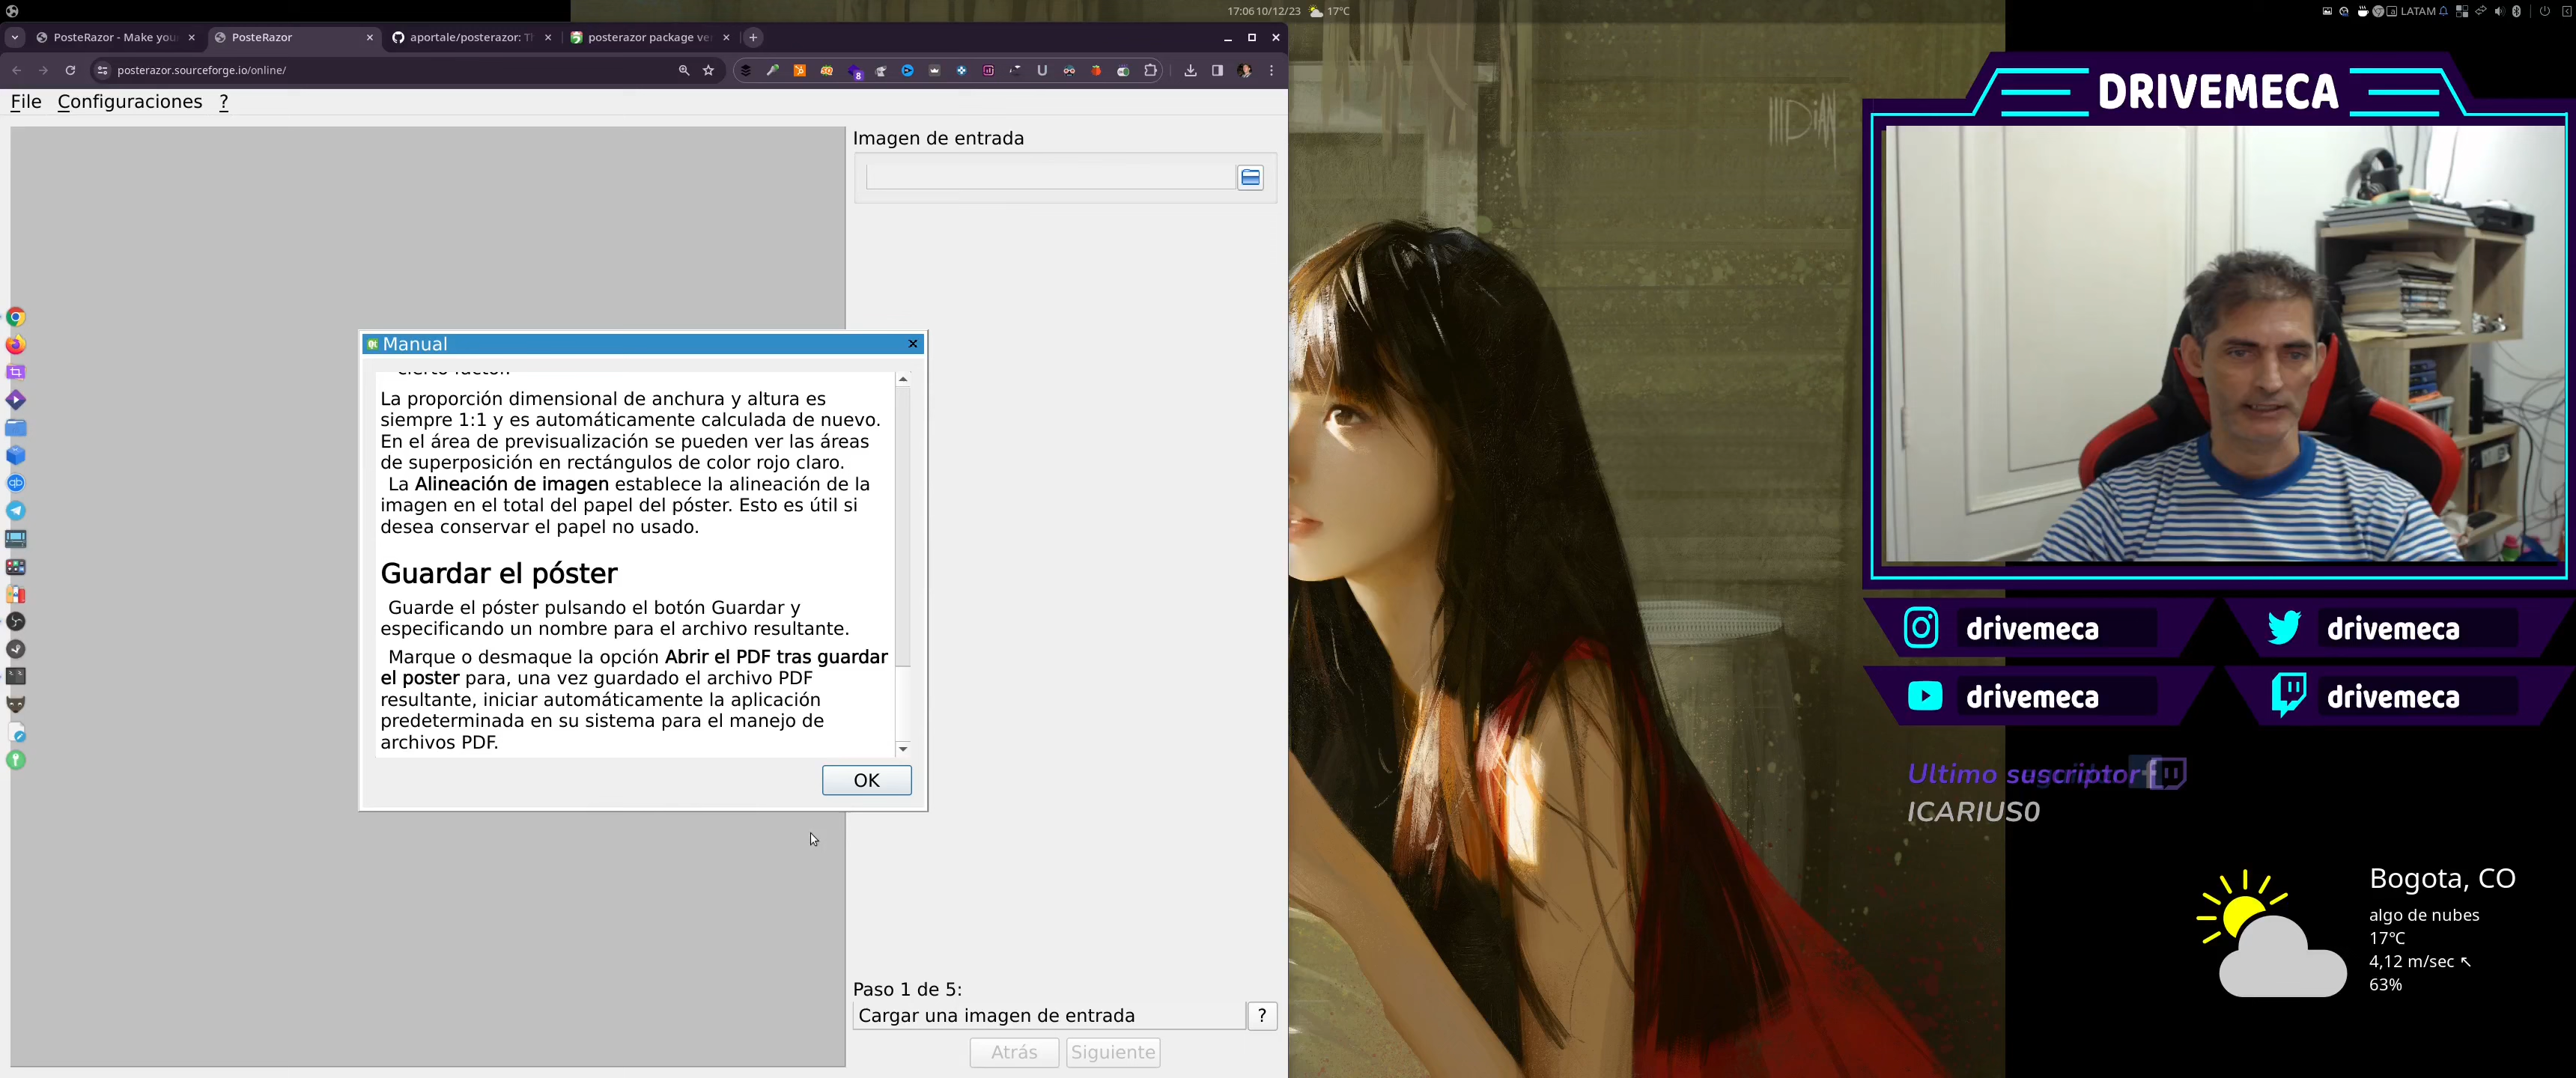 17:06 10/12/23 17°C
LATAM
PosteRazor - Make you
PosteRazor
aportale/posterazor: T
posterazor package ve
posterazor.sourceforge.io/online/
8
File Configuraciones ?
Imagen de entrada
Manual
cierto factor.
La proporción dimensional de anchura y altura es
siempre 1:1 y es automáticamente calculada de nuevo.
En el área de previsualización se pueden ver las áreas
de superposición en rectángulos de color rojo claro.
La Alineación de imagen establece la alineación de la
imagen en el total del papel del póster. Esto es útil si
desea conservar el papel no usado.
Guardar el póster
Guarde el póster pulsando el botón Guardar y
especificando un nombre para el archivo resultante.
Marque o desmaque la opción Abrir el PDF tras guardar
el poster para, una vez guardado el archivo PDF
resultante, iniciar automáticamente la aplicación
predeterminada en su sistema para el manejo de
archivos PDF.
OK
Paso 1 de 5:
Cargar una imagen de entrada
?
Atrás Siguiente
DRIVEMECA
drivemeca
drivemeca
drivemeca
drivemeca
Ultimo suscriptor
ICARIUS0
Bogota, CO
algo de nubes
17°C
4,12 m/sec ↖
63%